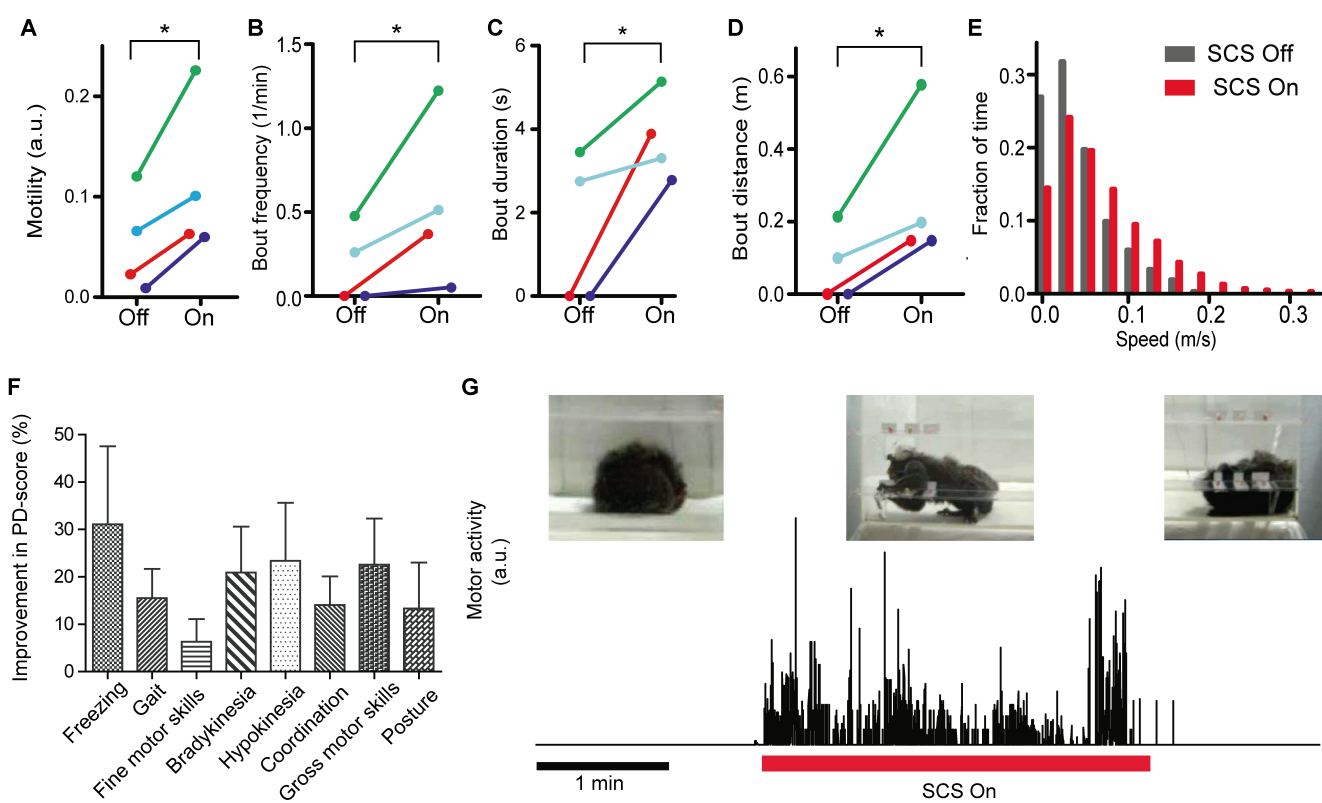 A
*
Motility (a.u.)
0.2
0.1
0.0
Off
On
B
*
Bout frequency (1/min)
1.5
1.0
0.5
0.0
Off
On
C
*
Bout duration (s)
6
4
2
0
Off
On
D
*
Bout distance (m)
0.6
0.4
0.2
0.0
Off
On
E
SCS Off
SCS On
Fraction of time
0.3
0.2
0.1
0.0
0.0
0.1
0.2
0.3
Speed (m/s)
F
Improvement in PD-score (%)
50
40
30
20
10
0
Freezing
Gait
Fine motor skills
Bradykinesia
Hypokinesia
Coordination
Gross motor skills
Posture
G
Motor activity
(a.u.)
1 min
SCS On